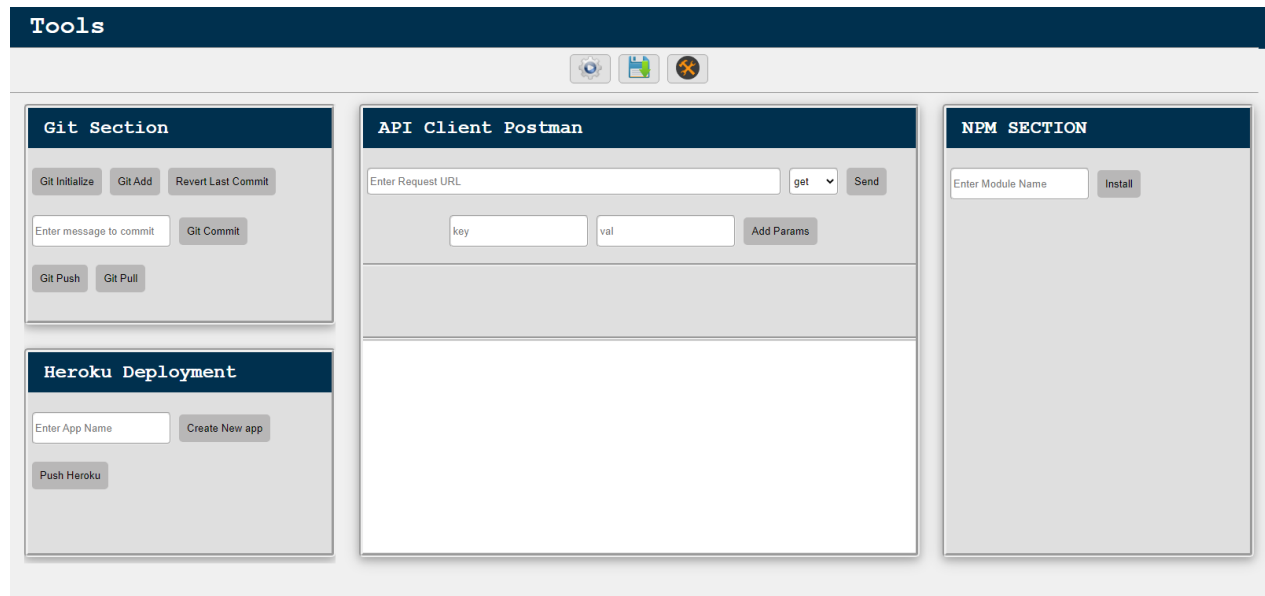 Tools
Git Section
Git Initialize Git Add Revert Last Commit
Enter message to commit Git Commit
Git Push Git Pull
Heroku Deployment
Enter App Name Create New app
Push Heroku
API Client Postman
Enter Request URL get Send
key val Add Params
NPM SECTION
Enter Module Name Install